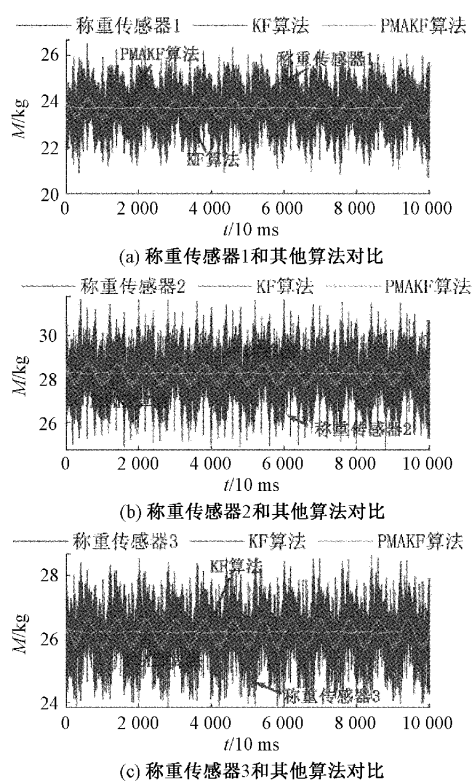 称重传感器1 KF算法 PMAKF算法
26
24
22
20
M/kg
PMAKF算法
称重传感器1
KF算法
0 2 000 4 000 6 000 8 000 10 000
t/10 ms
(a) 称重传感器1和其他算法对比
称重传感器2 KF算法 PMAKF算法
30
28
26
M/kg
称重传感器2
0 2 000 4 000 6 000 8 000 10 000
t/10 ms
(b) 称重传感器2和其他算法对比
称重传感器3 KF算法 PMAKF算法
28
26
24
M/kg
KF算法
称重传感器3
0 2 000 4 000 6 000 8 000 10 000
t/10 ms
(c) 称重传感器3和其他算法对比